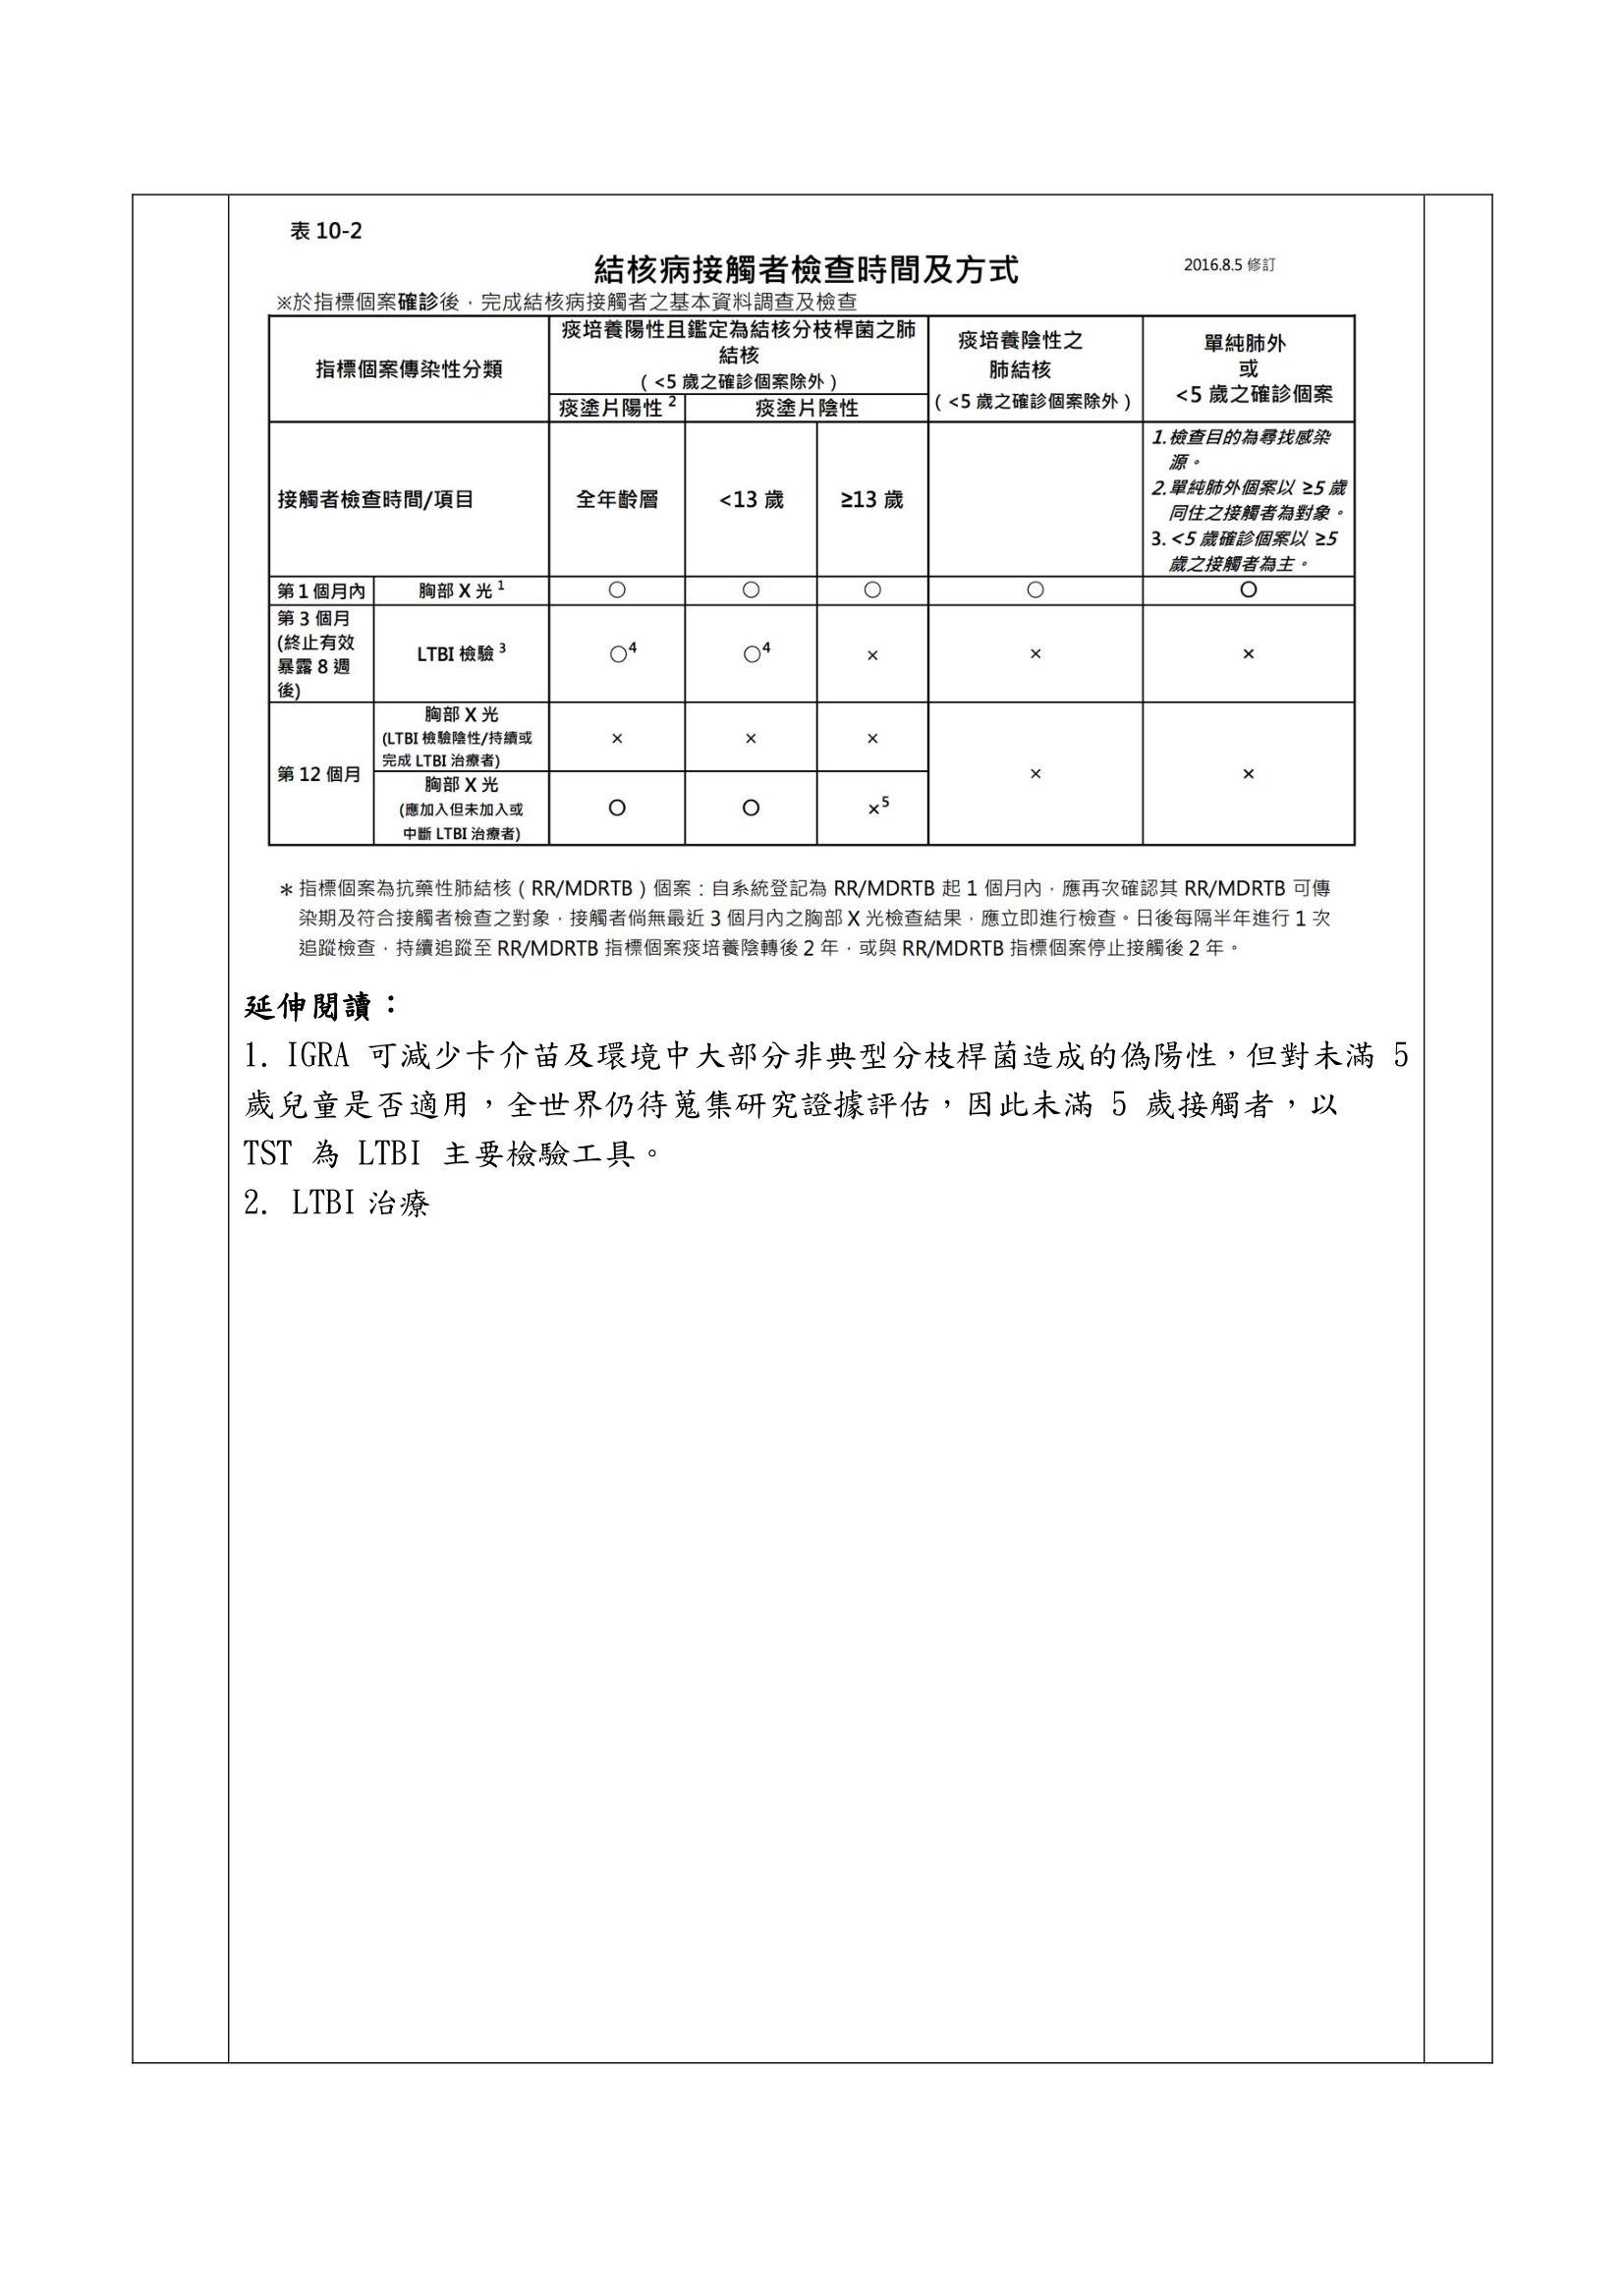 表 10-2
結核病接觸者檢查時間及方式
2016.8.5 修訂
※於指標個案確診後，完成結核病接觸者之基本資料調查及檢查
指標個案傳染性分類
痰培養陽性且鑑定為結核分枝桿菌之肺
結核
（<5 歲之確診個案除外）
痰塗片陽性 2
痰塗片陰性
痰培養陰性之
肺結核
（<5 歲之確診個案除外）
單純肺外
或
<5 歲之確診個案
接觸者檢查時間/項目
全年齡層
<13 歲
≥13 歲
1.檢查目的為尋找感染
源。
2.單純肺外個案以 ≥5 歲
同住之接觸者為對象。
3. <5 歲確診個案以 ≥5
歲之接觸者為主。
第 1 個月內
胸部 X 光 1
○
○
○
○
○
第 3 個月
(終止有效
暴露 8 週
後)
LTBI 檢驗 3
○4
○4
×
×
×
第 12 個月
胸部 X 光
(LTBI 檢驗陰性/持續或
完成 LTBI 治療者)
×
×
×
×
×
胸部 X 光
(應加入但未加入或
中斷 LTBI 治療者)
○
○
×5
＊指標個案為抗藥性肺結核（RR/MDRTB）個案：自系統登記為 RR/MDRTB 起 1 個月內，應再次確認其 RR/MDRTB 可傳
染期及符合接觸者檢查之對象，接觸者倘無最近 3 個月內之胸部 X 光檢查結果，應立即進行檢查。日後每隔半年進行 1 次
追蹤檢查，持續追蹤至 RR/MDRTB 指標個案痰培養陰轉後 2 年，或與 RR/MDRTB 指標個案停止接觸後 2 年。
延伸閱讀：
1. IGRA 可減少卡介苗及環境中大部分非典型分枝桿菌造成的偽陽性，但對未滿 5
歲兒童是否適用，全世界仍待蒐集研究證據評估，因此未滿 5 歲接觸者，以
TST 為 LTBI 主要檢驗工具。
2. LTBI 治療